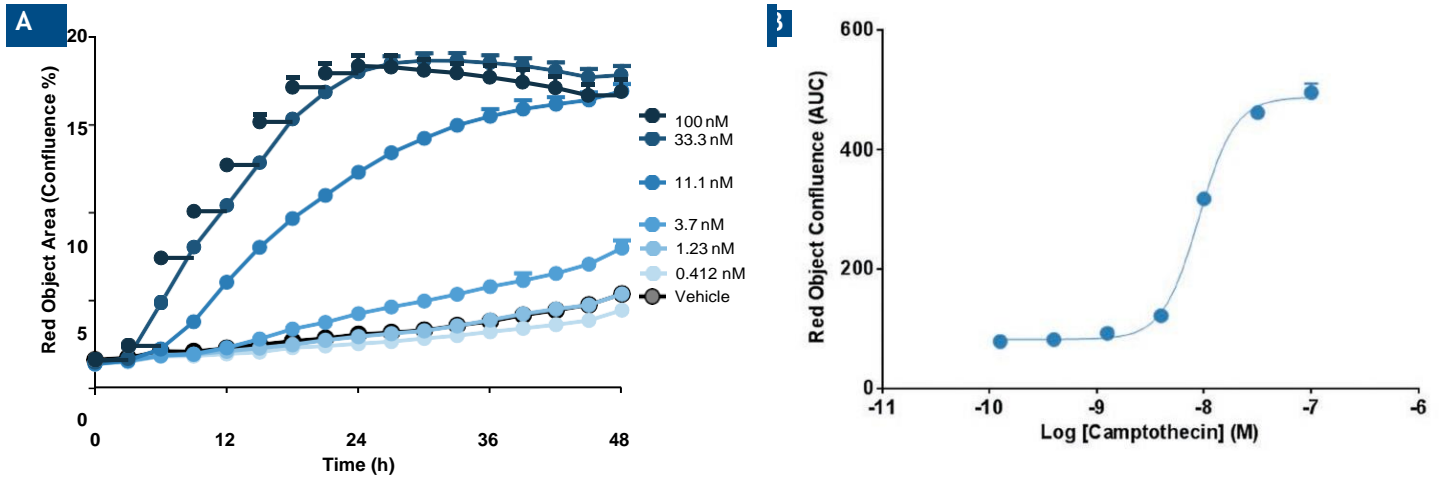 A
Red Object Area (Confluence %)
20
15
10
5
0
0 12 24 36 48
Time (h)
100 nM
33.3 nM
11.1 nM
3.7 nM
1.23 nM
0.412 nM
Vehicle
B
Red Object Confluence (AUC)
600
400
200
0
-11 -10 -9 -8 -7 -6
Log [Camptothecin] (M)